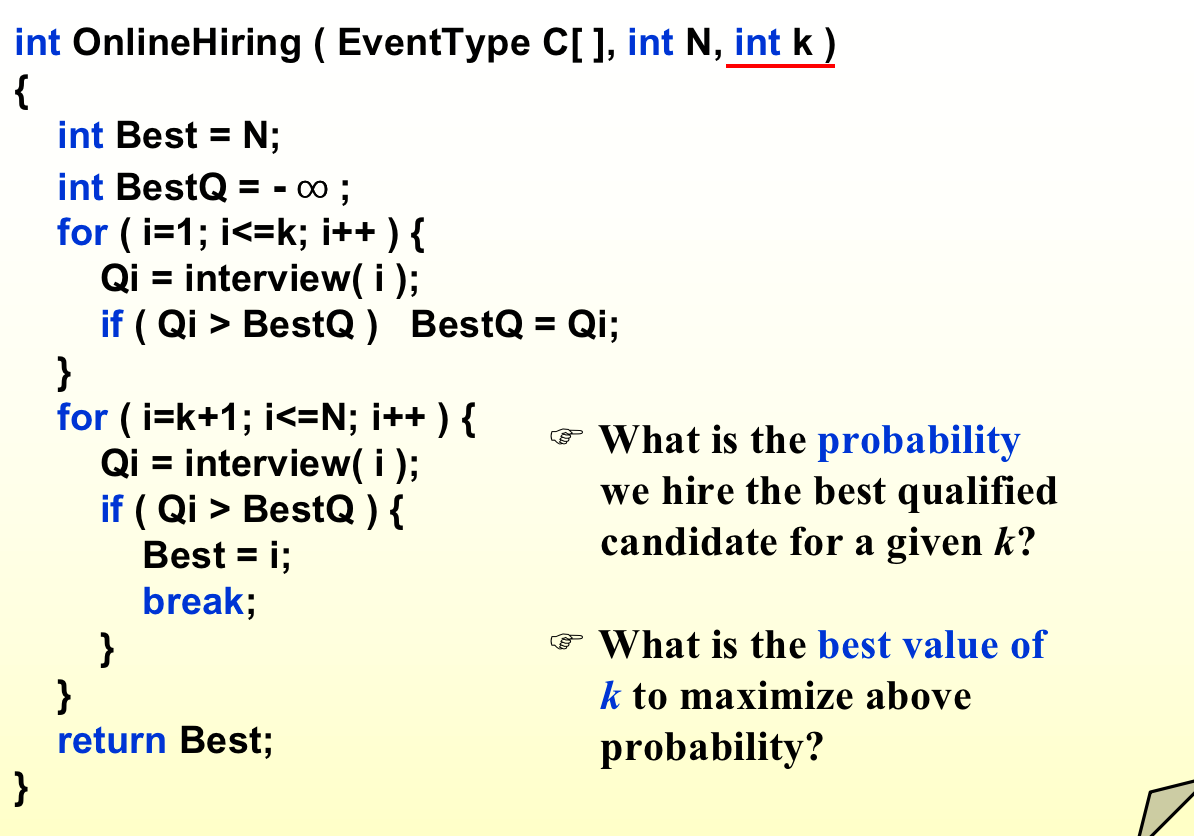 int OnlineHiring ( EventType C[ ], int N, int k )
{
int Best = N;
int BestQ = - ∞ ;
for ( i=1; i<=k; i++ ) {
Qi = interview( i );
if ( Qi > BestQ )   BestQ = Qi;
}
for ( i=k+1; i<=N; i++ ) {
Qi = interview( i );
if ( Qi > BestQ ) {
Best = i;
break;
}
}
return Best;
}
☞ What is the probability
we hire the best qualified
candidate for a given k?
☞ What is the best value of
k to maximize above
probability?